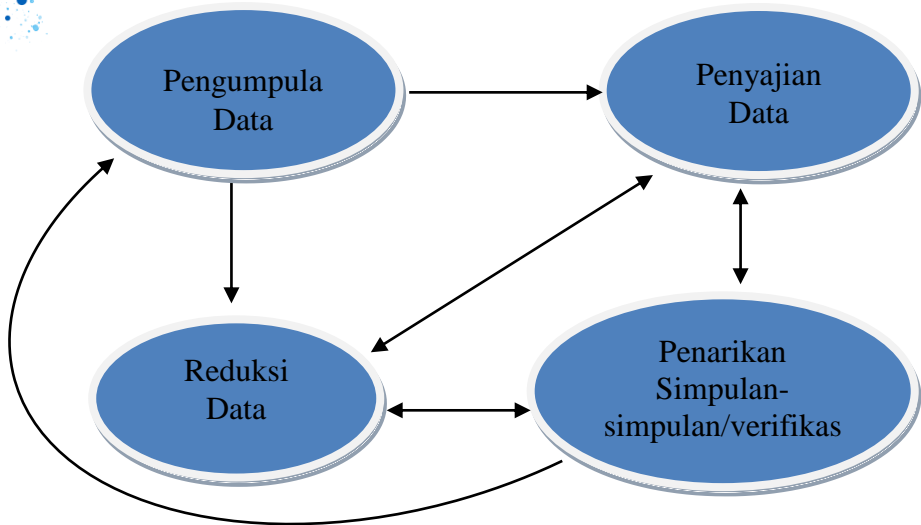 Pengumpula
Data
Penyajian
Data
Reduksi
Data
Penarikan
Simpulan-
simpulan/verifikas